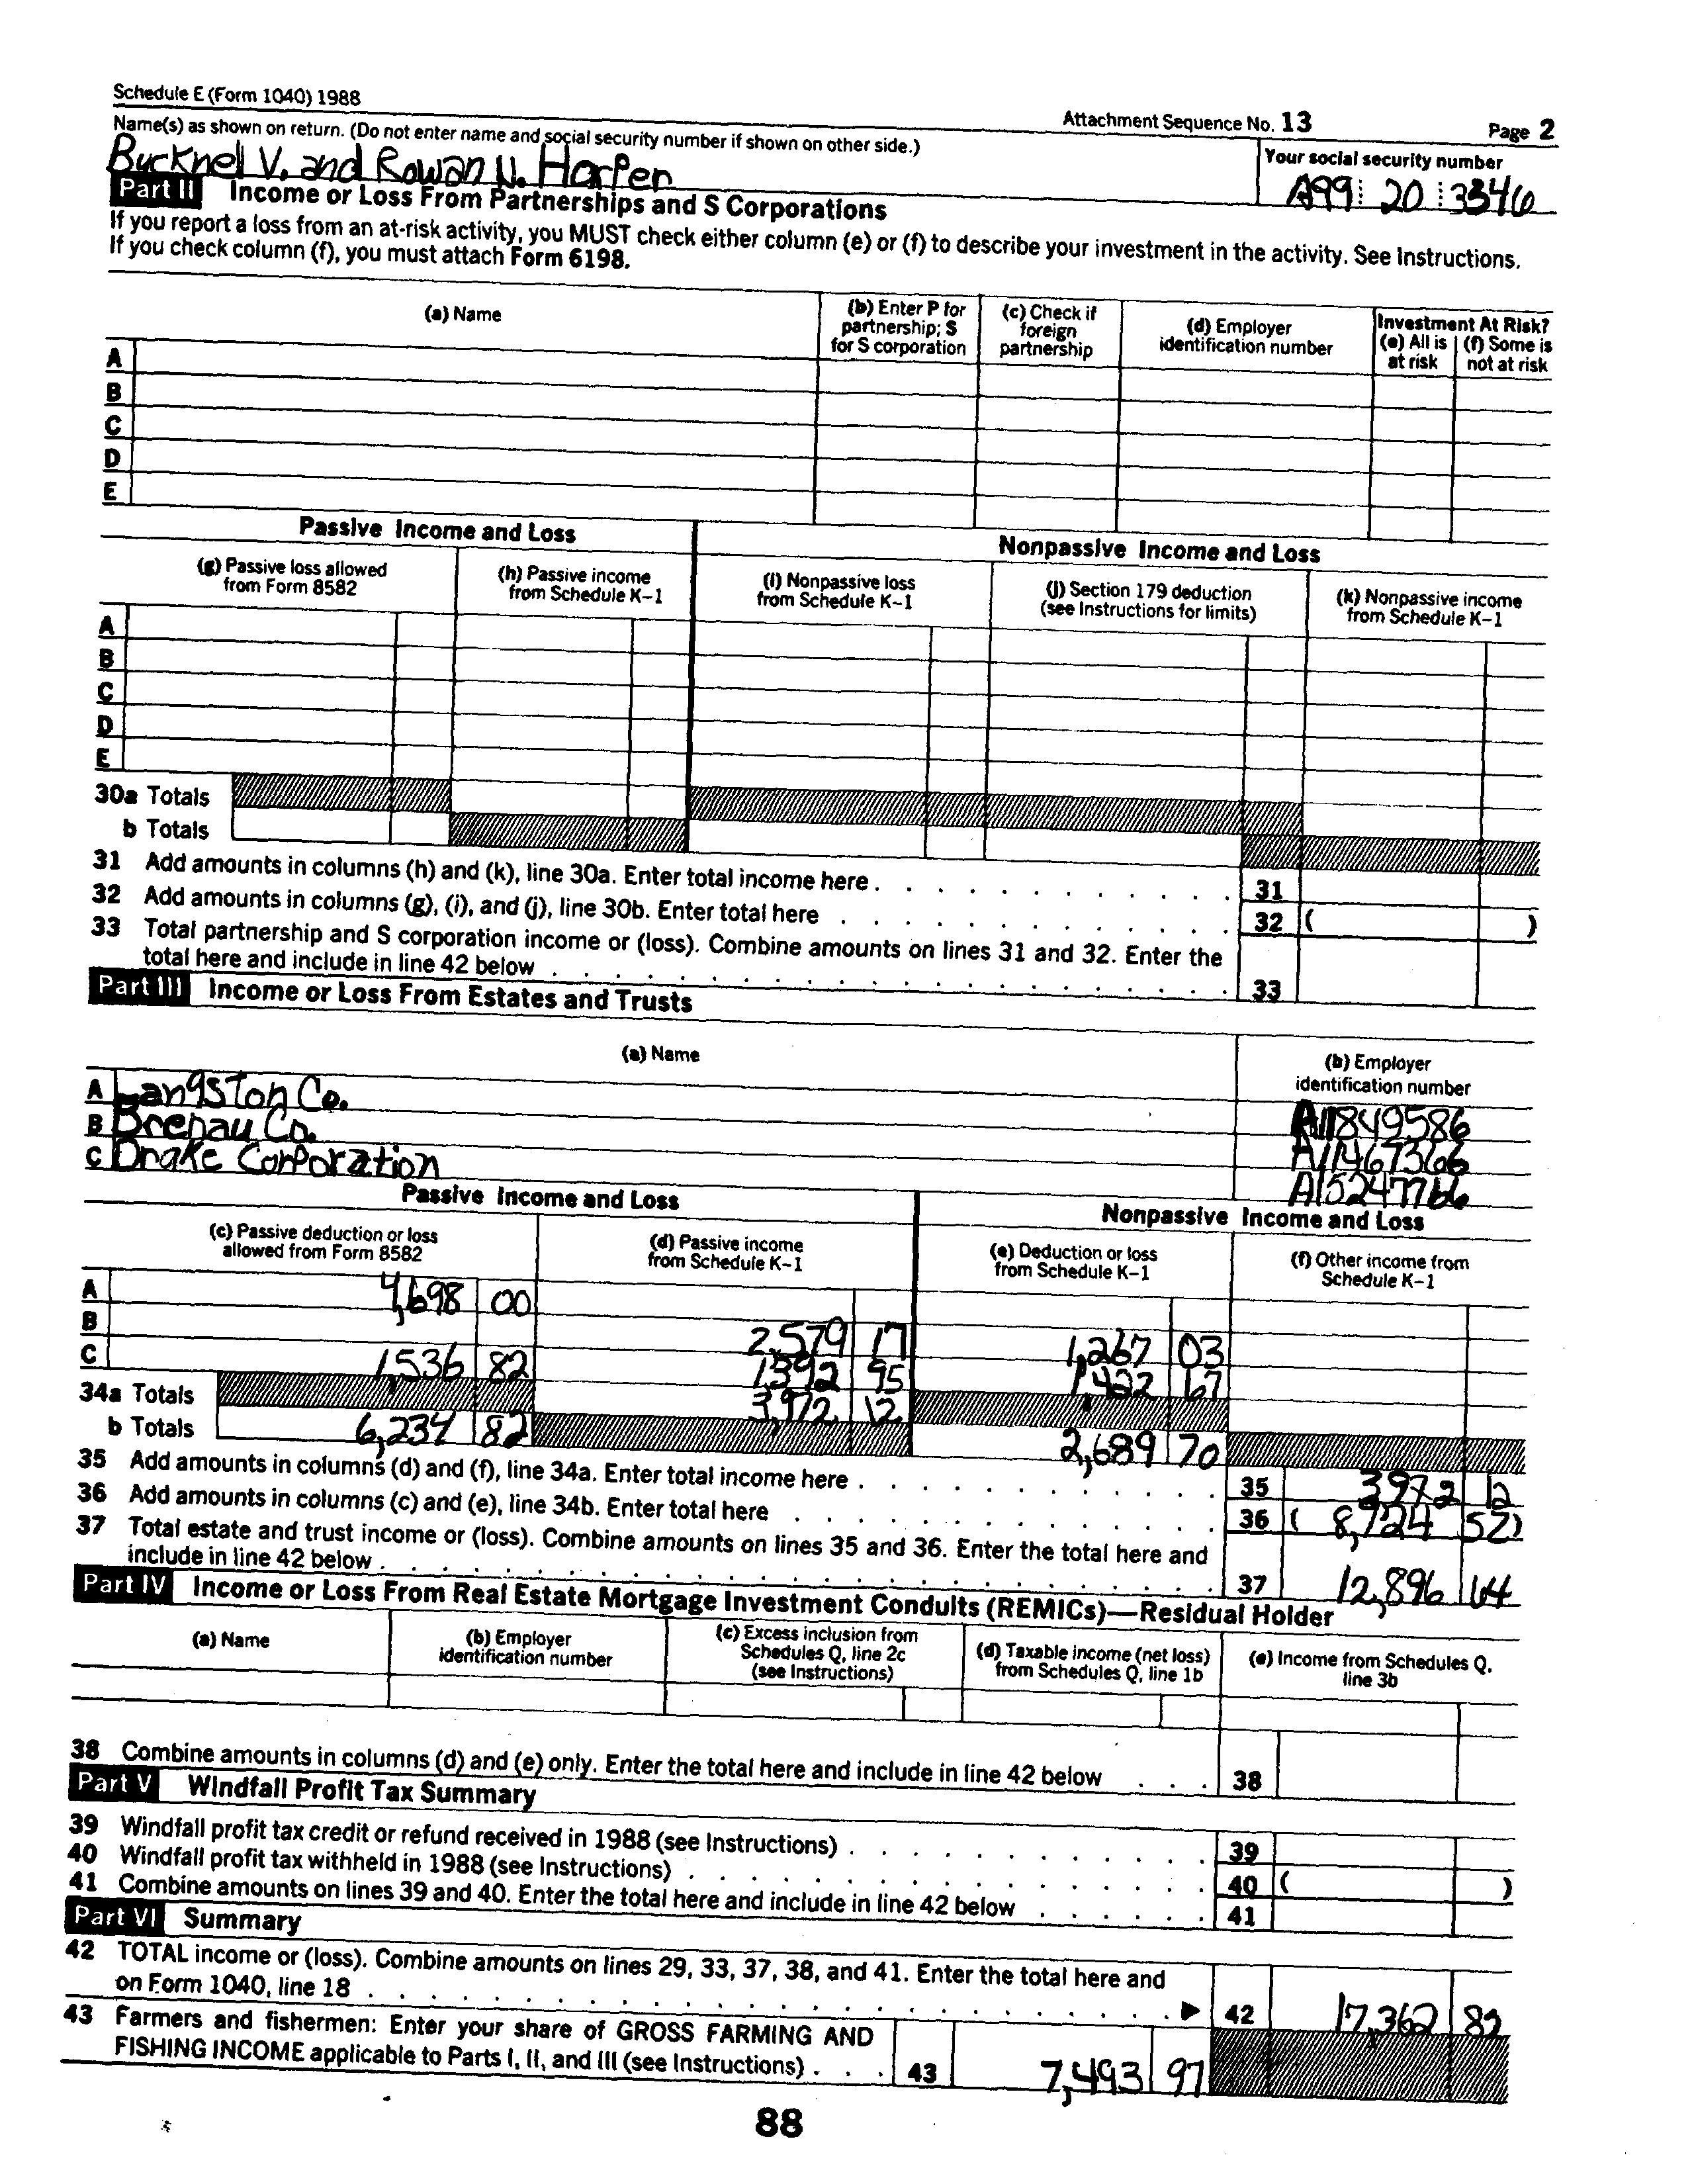 Schedule E (Form 1040) 1988
Attachment Sequence No. 13
Page 2
Name(s) as shown on return. (Do not enter name and social security number if shown on other side.)
Your social security number
Bucknel V. and Rowan N. Harper
A99 20 3346
Part II Income or Loss From Partnerships and S Corporations
If you report a loss from an at-risk activity, you MUST check either column (e) or (f) to describe your investment in the activity. See Instructions.
If you check column (f), you must attach Form 6198.
(a) Name
(b) Enter P for partnership; S for S corporation
(c) Check if foreign partnership
(d) Employer identification number
Investment At Risk?
(e) All is at risk
(f) Some is not at risk
A
B
C
D
E
Passive Income and Loss
Nonpassive Income and Loss
(g) Passive loss allowed from Form 8582
(h) Passive income from Schedule K-1
(i) Nonpassive loss from Schedule K-1
(j) Section 179 deduction (see Instructions for limits)
(k) Nonpassive income from Schedule K-1
A
B
C
D
E
30a Totals
b Totals
31 Add amounts in columns (h) and (k), line 30a. Enter total income here . 31
32 Add amounts in columns (g), (i), and (j), line 30b. Enter total here . 32 ( )
33 Total partnership and S corporation income or (loss). Combine amounts on lines 31 and 32. Enter the
total here and include in line 42 below . 33
Part III Income or Loss From Estates and Trusts
(a) Name
(b) Employer identification number
A Langston Co. A11849586
B Brenau Co. A11467366
C Drake Corporation A15247766
Passive Income and Loss
Nonpassive Income and Loss
(c) Passive deduction or loss allowed from Form 8582
(d) Passive income from Schedule K-1
(e) Deduction or loss from Schedule K-1
(f) Other income from Schedule K-1
A 4,698 00
B 2,579 17 1,267 03
C 1,536 82 1,392 95 1,422 67
34a Totals 3,972 12
b Totals 6,234 82 2,689 70
35 Add amounts in columns (d) and (f), line 34a. Enter total income here . 35 3972 12
36 Add amounts in columns (c) and (e), line 34b. Enter total here . 36 ( 8,924 52)
37 Total estate and trust income or (loss). Combine amounts on lines 35 and 36. Enter the total here and
include in line 42 below . 37 12,896 64
Part IV Income or Loss From Real Estate Mortgage Investment Conduits (REMICs)—Residual Holder
(a) Name
(b) Employer identification number
(c) Excess inclusion from Schedules Q, line 2c (see Instructions)
(d) Taxable income (net loss) from Schedules Q, line 1b
(e) Income from Schedules Q, line 3b
38 Combine amounts in columns (d) and (e) only. Enter the total here and include in line 42 below . . . 38
Part V Windfall Profit Tax Summary
39 Windfall profit tax credit or refund received in 1988 (see Instructions) . 39
40 Windfall profit tax withheld in 1988 (see Instructions) . 40 ( )
41 Combine amounts on lines 39 and 40. Enter the total here and include in line 42 below . 41
Part VI Summary
42 TOTAL income or (loss). Combine amounts on lines 29, 33, 37, 38, and 41. Enter the total here and
on Form 1040, line 18 . ▶ 42 17,362 82
43 Farmers and fishermen: Enter your share of GROSS FARMING AND
FISHING INCOME applicable to Parts I, II, and III (see Instructions) . 43 7,493 97
88